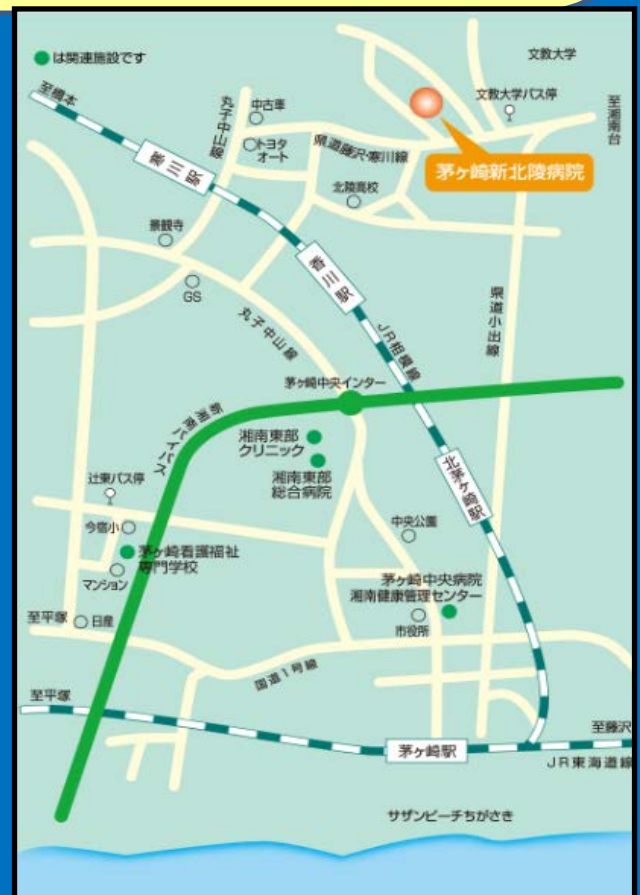 は関連施設です
文教大学
至橋本
丸子中山線
中古車
文教大学バス停
至湘南台
トヨタ
オート
県道藤沢・寒川線
寒川駅
茅ヶ崎新北陵病院
北陵高校
景観寺
香川駅
GS
県道小出線
丸子中山線
JR相模線
茅ヶ崎中央インター
新湘南バイパス
湘南東部
クリニック
湘南東部
総合病院
北茅ヶ崎駅
辻東バス停
中央公園
今宿小
茅ヶ崎看護福祉
専門学校
マンション
茅ヶ崎中央病院
湘南健康管理センター
至平塚
日産
市役所
国道1号線
至平塚
至藤沢
茅ヶ崎駅
JR東海道線
サザンビーチちがさき